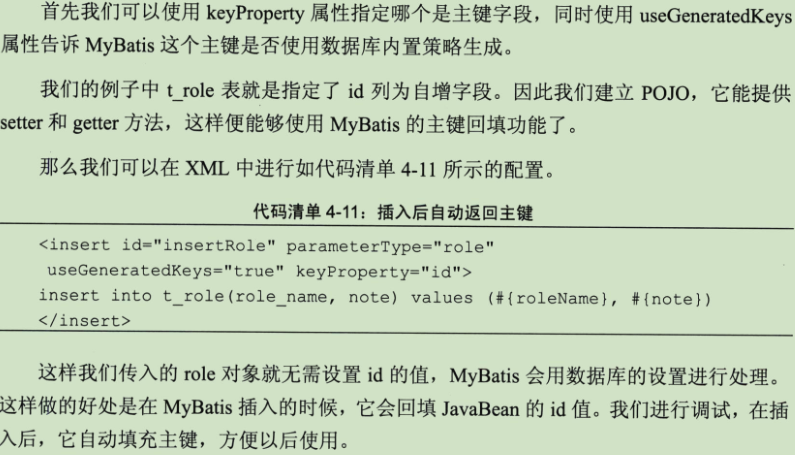 首先我们可以使用 keyProperty 属性指定哪个是主键字段，同时使用 useGeneratedKeys
属性告诉 MyBatis 这个主键是否使用数据库内置策略生成。
我们的例子中 t_role 表就是指定了 id 列为自增字段。因此我们建立 POJO，它能提供
setter 和 getter 方法，这样便能够使用 MyBatis 的主键回填功能了。
那么我们可以在 XML 中进行如代码清单 4-11 所示的配置。
代码清单 4-11：插入后自动返回主键
<insert id="insertRole" parameterType="role"
useGeneratedKeys="true" keyProperty="id">
insert into t_role(role_name, note) values (#{roleName}, #{note})
</insert>
这样我们传入的 role 对象就无需设置 id 的值，MyBatis 会用数据库的设置进行处理。
这样做的好处是在 MyBatis 插入的时候，它会回填 JavaBean 的 id 值。我们进行调试，在插
入后，它自动填充主键，方便以后使用。